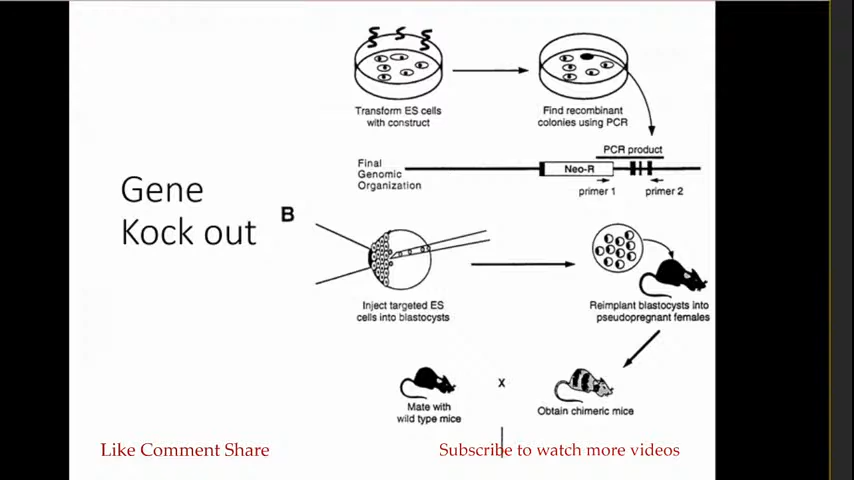 Gene
Kock out
Transform ES cells
with construct
Find recombinant
colonies using PCR
PCR product
Final
Genomic
Organization
Neo-R
primer 1
primer 2
B
Inject targeted ES
cells into blastocysts
Reimplant blastocysts into
pseudopregnant females
Mate with
wild type mice
x
Obtain chimeric mice
Like Comment Share
Subscribe to watch more videos